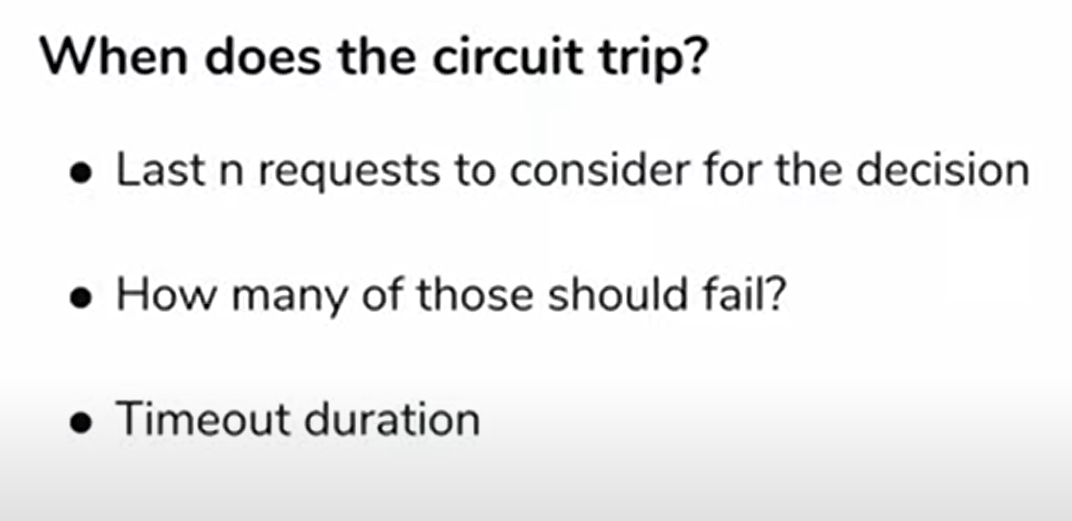 When does the circuit trip?
● Last n requests to consider for the decision
● How many of those should fail?
● Timeout duration